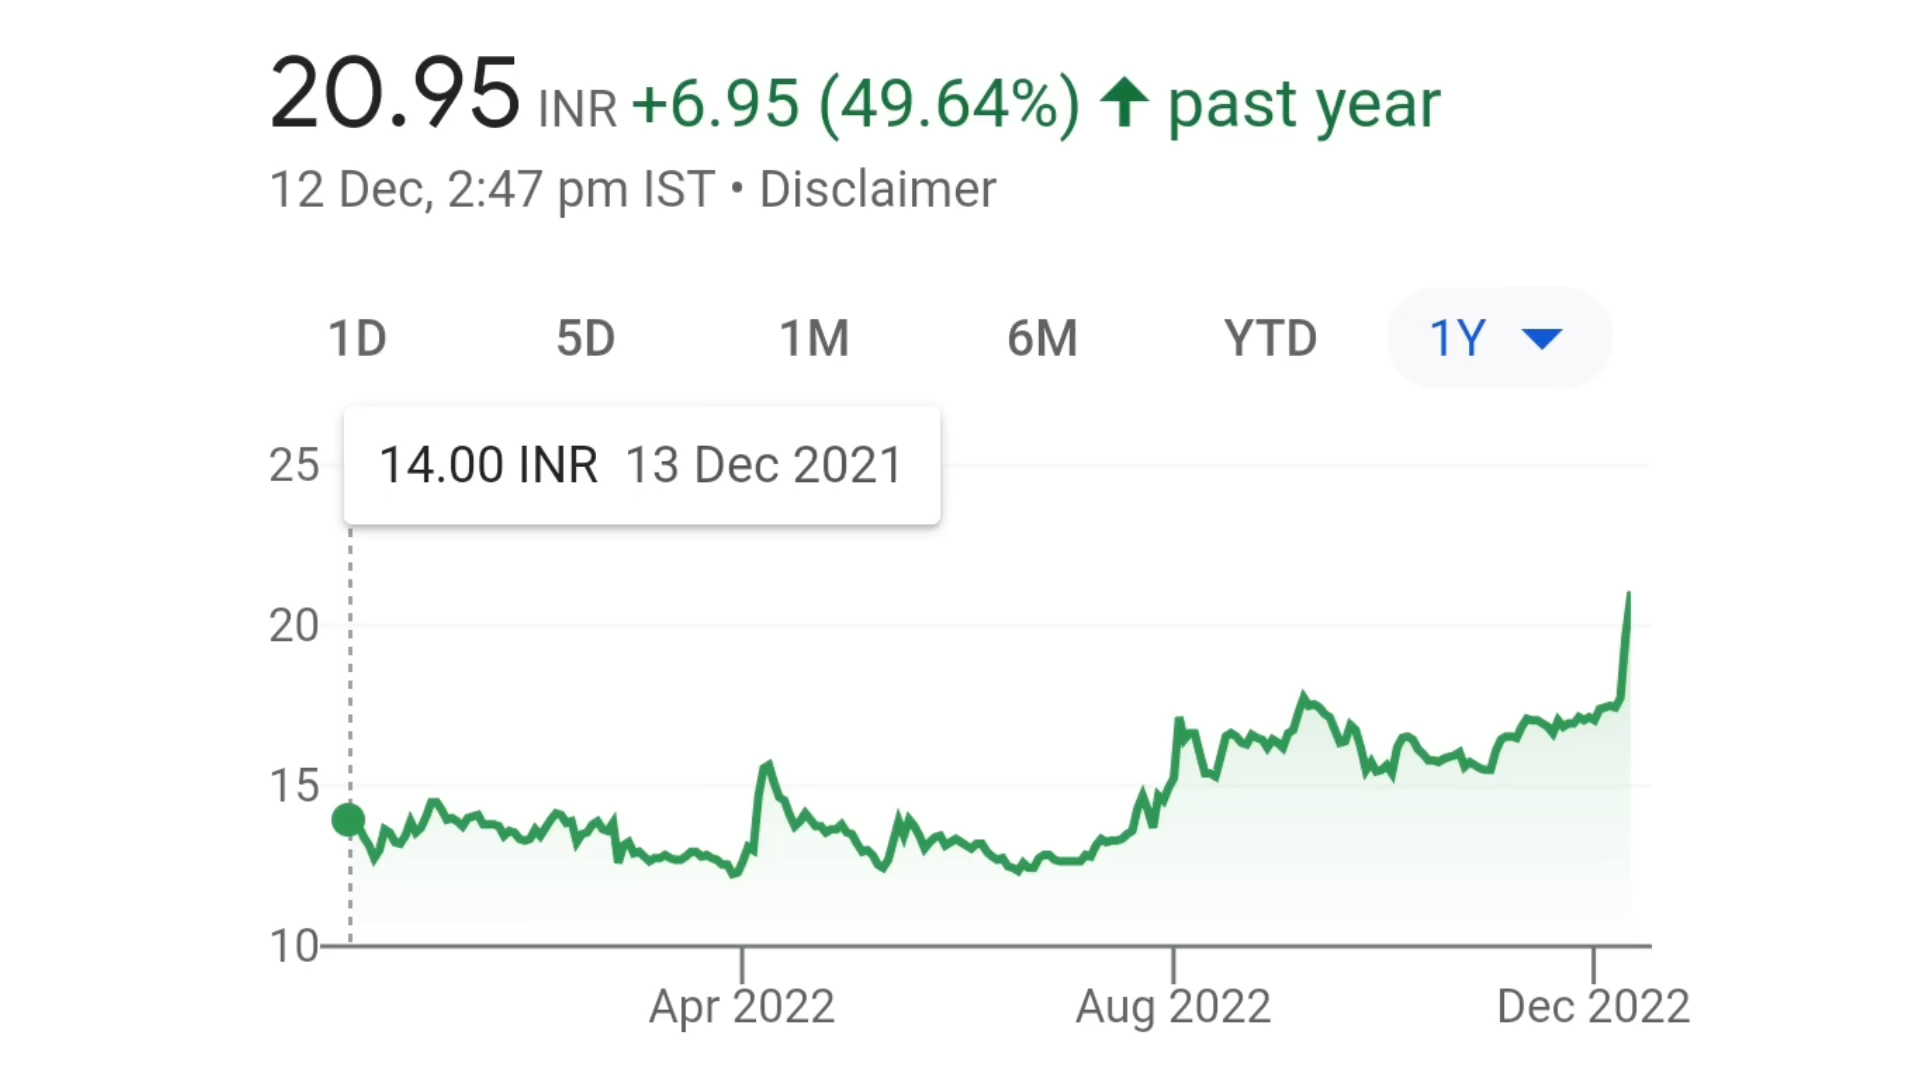 20.95 INR +6.95 (49.64%) ↑ past year
12 Dec, 2:47 pm IST • Disclaimer
1D 5D 1M 6M YTD 1Y
14.00 INR 13 Dec 2021
25
20
15
10
Apr 2022 Aug 2022 Dec 2022